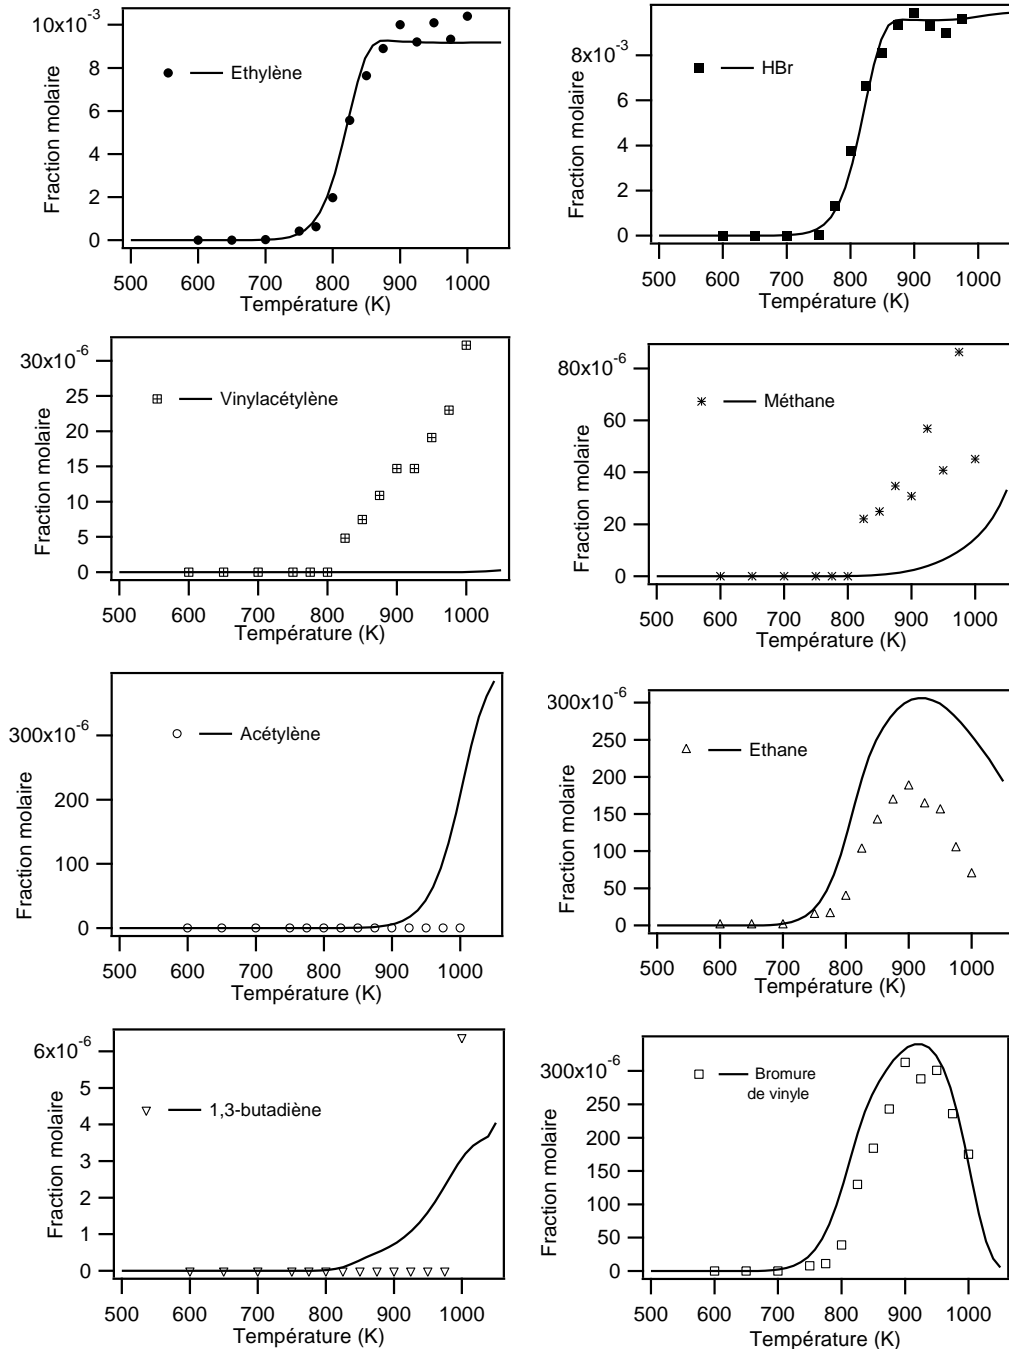 10x10-3
8
6
4
2
0
Fraction molaire
Ethylène
500 600 700 800 900 1000
Température (K)
8x10-3
6
4
2
0
Fraction molaire
HBr
500 600 700 800 900 1000
Température (K)
30x10-6
25
20
15
10
5
0
Fraction molaire
Vinylacétylène
500 600 700 800 900 1000
Température (K)
80x10-6
60
40
20
0
Fraction molaire
Méthane
500 600 700 800 900 1000
Température (K)
300x10-6
200
100
0
Fraction molaire
Acétylène
500 600 700 800 900 1000
Température (K)
300x10-6
250
200
150
100
50
0
Fraction molaire
Ethane
500 600 700 800 900 1000
Température (K)
6x10-6
4
3
2
1
0
Fraction molaire
1,3-butadiène
500 600 700 800 900 1000
Température (K)
300x10-6
250
200
150
100
50
0
Fraction molaire
Bromure
de vinyle
500 600 700 800 900 1000
Température (K)